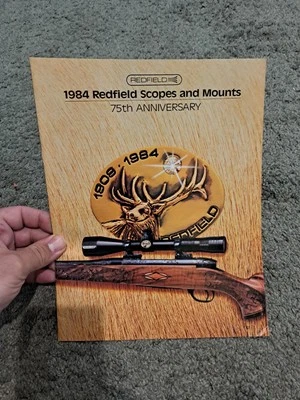 REDFIELD
1984 Redfield Scopes and Mounts
75th ANNIVERSARY
1909 · 1984
REDFIELD